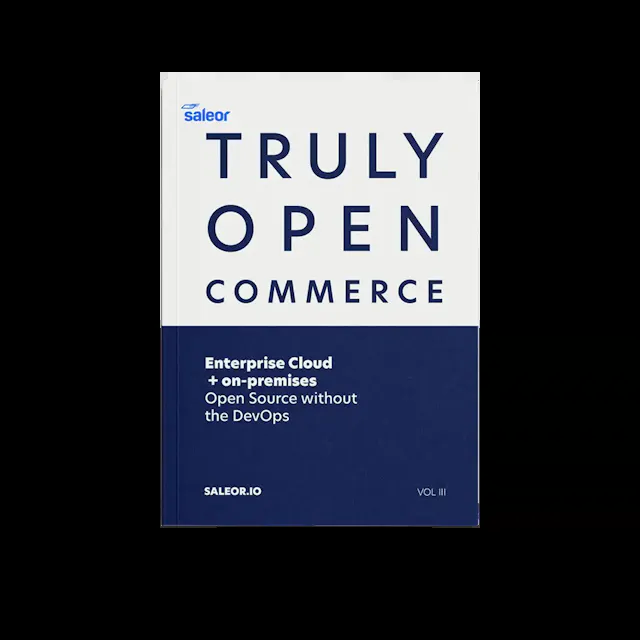 saleor
TRULY
OPEN
COMMERCE
Enterprise Cloud
+ on-premises
Open Source without
the DevOps
SALEOR.IO
VOL III